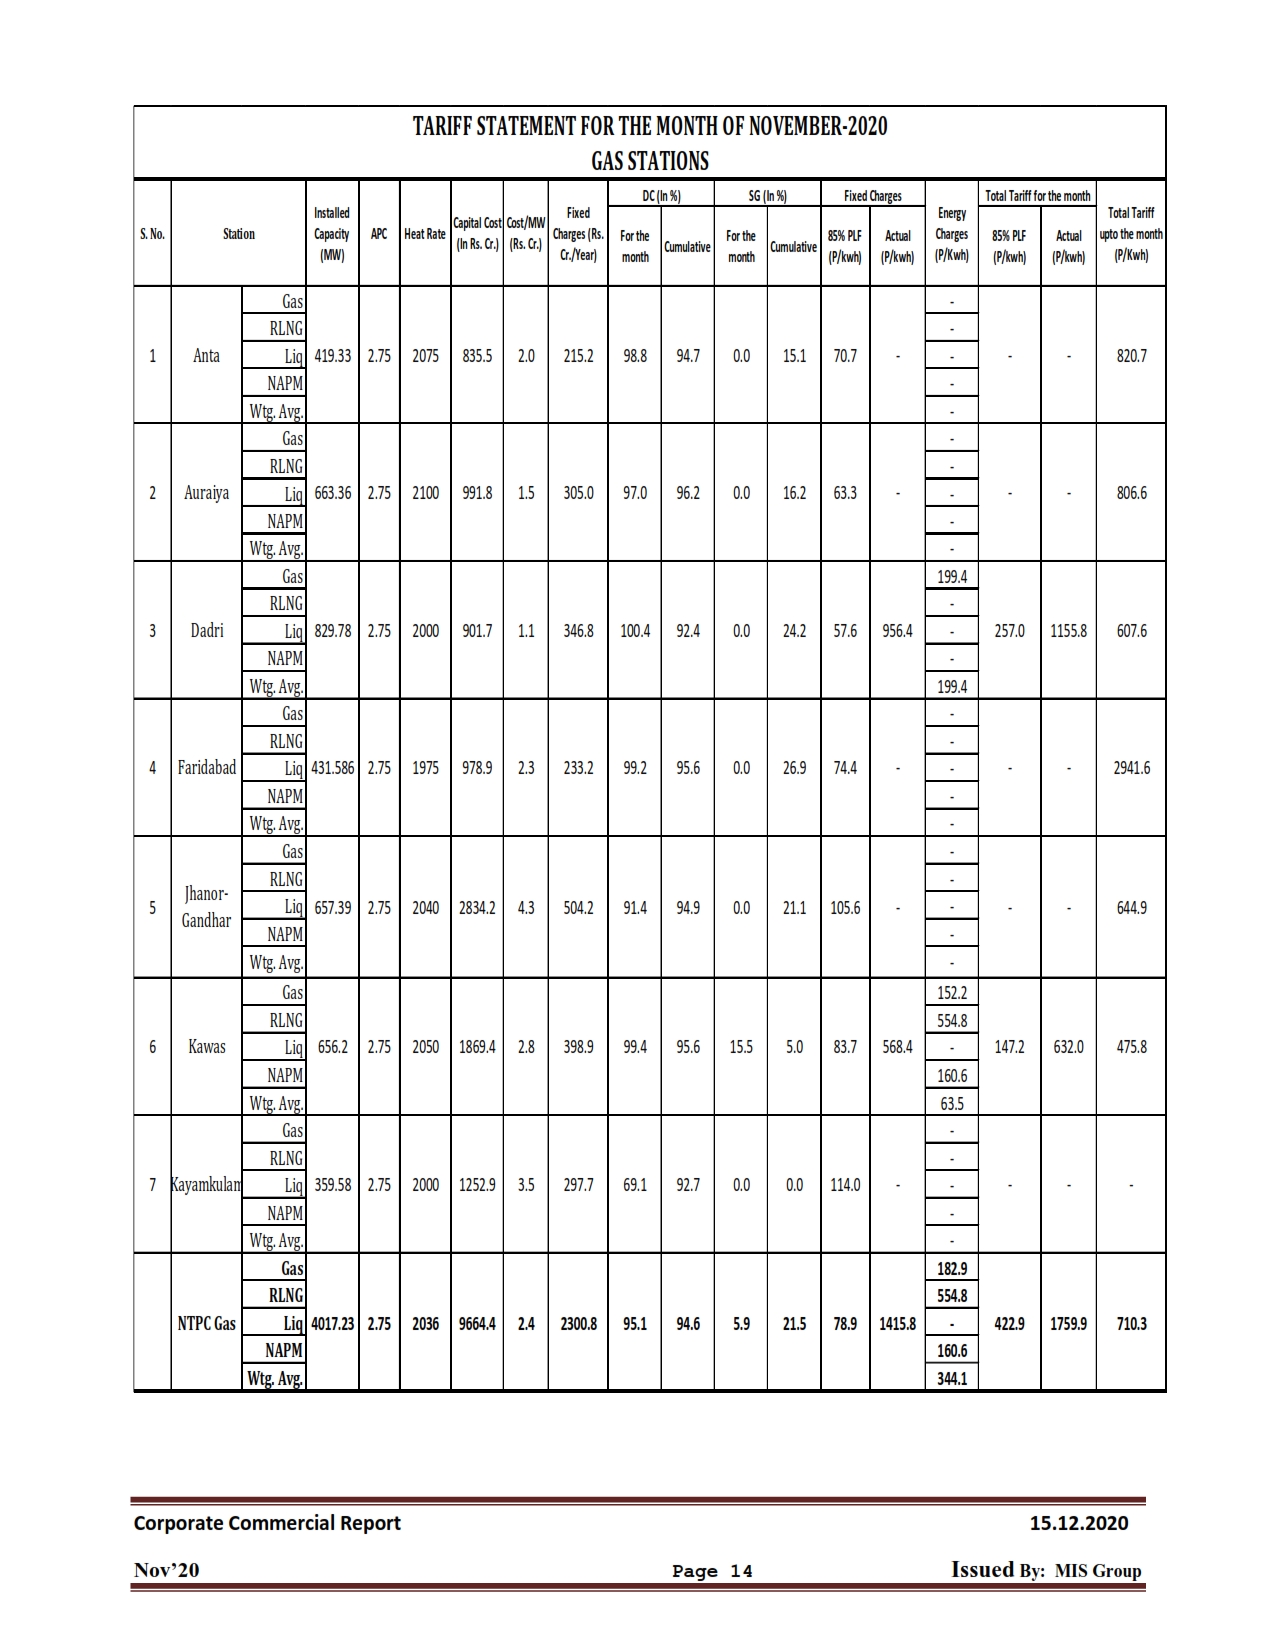 TARIFF STATEMENT FOR THE MONTH OF NOVEMBER-2020
GAS STATIONS
S. No. Station Installed Capacity (MW) APC Heat Rate Capital Cost (In Rs. Cr.) Cost/MW (Rs. Cr.) Fixed Charges (Rs. Cr./Year) DC (In %) SG (In %) Fixed Charges Energy Charges (P/Kwh) Total Tariff for the month Total Tariff upto the month (P/Kwh)
For the month Cumulative For the month Cumulative 85% PLF (P/kwh) Actual (P/kwh) 85% PLF (P/kwh) Actual (P/kwh)
Gas -
RLNG -
1 Anta Liq 419.33 2.75 2075 835.5 2.0 215.2 98.8 94.7 0.0 15.1 70.7 - - - - 820.7
NAPM -
Wtg. Avg. -
Gas -
RLNG -
2 Auraiya Liq 663.36 2.75 2100 991.8 1.5 305.0 97.0 96.2 0.0 16.2 63.3 - - - - 806.6
NAPM -
Wtg. Avg. -
Gas 199.4
RLNG -
3 Dadri Liq 829.78 2.75 2000 901.7 1.1 346.8 100.4 92.4 0.0 24.2 57.6 956.4 - 257.0 1155.8 607.6
NAPM -
Wtg. Avg. 199.4
Gas -
RLNG -
4 Faridabad Liq 431.586 2.75 1975 978.9 2.3 233.2 99.2 95.6 0.0 26.9 74.4 - - - - 2941.6
NAPM -
Wtg. Avg. -
Gas -
RLNG -
5 Jhanor-Gandhar Liq 657.39 2.75 2040 2834.2 4.3 504.2 91.4 94.9 0.0 21.1 105.6 - - - - 644.9
NAPM -
Wtg. Avg. -
Gas 152.2
RLNG 554.8
6 Kawas Liq 656.2 2.75 2050 1869.4 2.8 398.9 99.4 95.6 15.5 5.0 83.7 568.4 - 147.2 632.0 475.8
NAPM 160.6
Wtg. Avg. 63.5
Gas -
RLNG -
7 Kayamkulam Liq 359.58 2.75 2000 1252.9 3.5 297.7 69.1 92.7 0.0 0.0 114.0 - - - - -
NAPM -
Wtg. Avg. -
Gas 182.9
RLNG 554.8
NTPC Gas Liq 4017.23 2.75 2036 9664.4 2.4 2300.8 95.1 94.6 5.9 21.5 78.9 1415.8 - 422.9 1759.9 710.3
NAPM 160.6
Wtg. Avg. 344.1
Corporate Commercial Report 15.12.2020
Nov’20 Page 14 Issued By: MIS Group